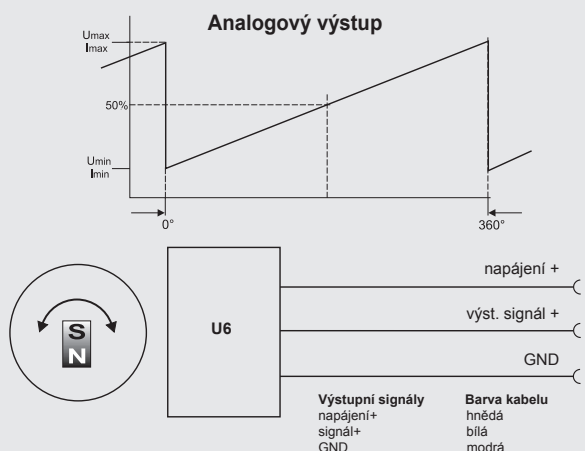 Analogový výstup
Umax
Imax
50%
Umin
Imin
0°
360°
napájení +
U6
výst. signál +
GND
S
N
Výstupní signály Barva kabelu
napájení+ hnědá
signál+ bílá
GND modrá